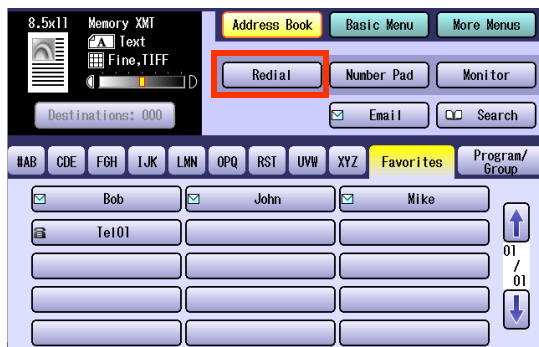 8.5x11 Memory XMT
A Text
Fine,TIFF
D
Destinations: 000
Address Book
Basic Menu
More Menus
Redial
Number Pad
Monitor
Email
Search
#AB
CDE
FGH
IJK
LMN
OPQ
RST
UVW
XYZ
Favorites
Program/
Group
Bob
John
Mike
Tel01
01
/
01